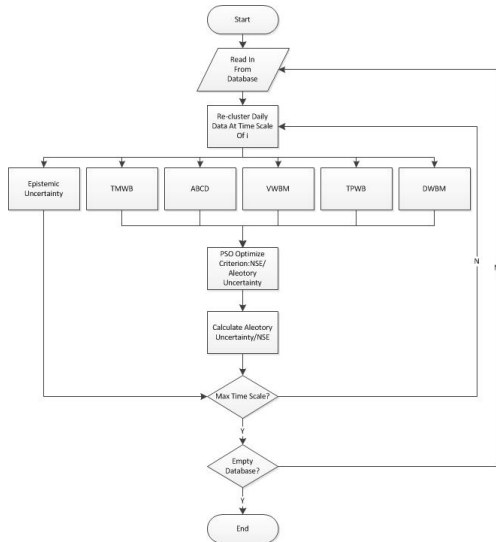 Start
Read In
From
Database
Re-cluster Daily
Data At Time Scale
Of i
Epistemic
Uncertainty
TMWB
ABCD
VWBM
TPWB
DWBM
PSO Optimize
Criterion:NSE/
Aleotory
Uncertainty
N
Calculate Aleotory
Uncertainty/NSE
Max Time Scale?
Y
Empty
Database?
Y
End